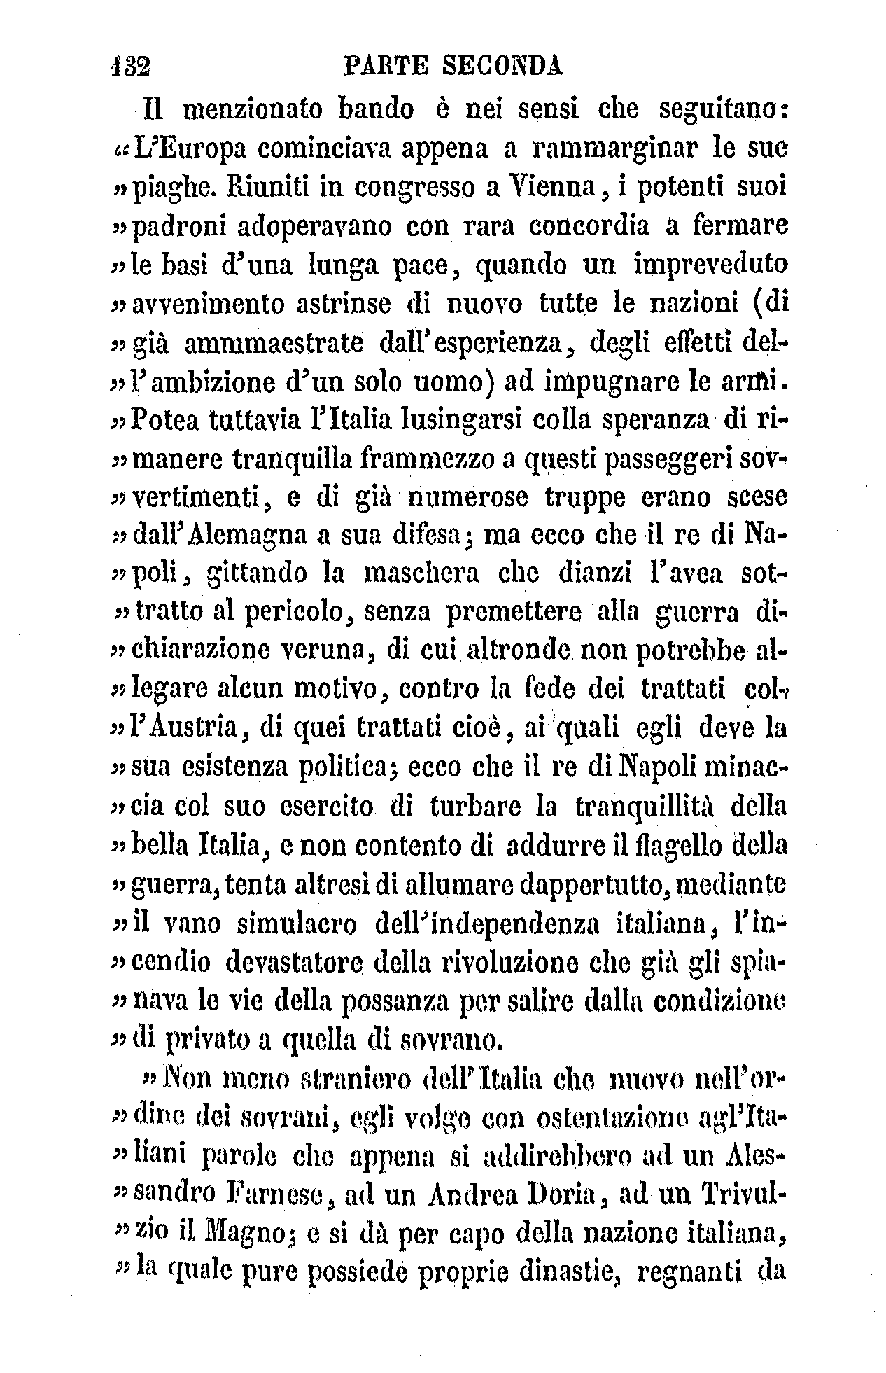 132 PARTE SECONDA
Il menzionato bando è nei sensi che seguitano:
“L’Europa cominciava appena a rammarginar le sue
”piaghe. Riuniti in congresso a Vienna, i potenti suoi
”padroni adoperavano con rara concordia a fermare
”le basi d’una lunga pace, quando un impreveduto
”avvenimento astrinse di nuovo tutte le nazioni (di
”già ammmaestrate dall’esperienza, degli effetti del-
”l’ambizione d’un solo uomo) ad impugnare le armi.
”Potea tuttavia l’Italia lusingarsi colla speranza di ri-
”manere tranquilla frammezzo a questi passeggeri sov-
”vertimenti, e di già numerose truppe erano scese
”dall’Alemagna a sua difesa; ma ecco che il re di Na-
”poli, gittando la maschera che dianzi l’avea sot-
”tratto al pericolo, senza premettere alla guerra di-
”chiarazione veruna, di cui altronde non potrebbe al-
”legare alcun motivo, contro la fede dei trattati col-
”l’Austria, di quei trattati cioè, ai quali egli deve la
”sua esistenza politica; ecco che il re di Napoli minac-
”cia col suo esercito di turbare la tranquillità della
”bella Italia, e non contento di addurre il flagello della
”guerra, tenta altresì di allumare dappertutto, mediante
”il vano simulacro dell’independenza italiana, l’in-
”cendio devastatore della rivoluzione che già gli spia-
”nava le vie della possanza per salire dalla condizione
”di privato a quella di sovrano.
”Non meno straniero dell’Italia che nuovo nell’or-
”dine dei sovrani, egli volge con ostentazione agl’Ita-
”liani parole che appena si addirebbero ad un Ales-
”sandro Farnese, ad un Andrea Doria, ad un Trivul-
”zio il Magno; e si dà per capo della nazione italiana,
”la quale pure possiede proprie dinastie, regnanti da